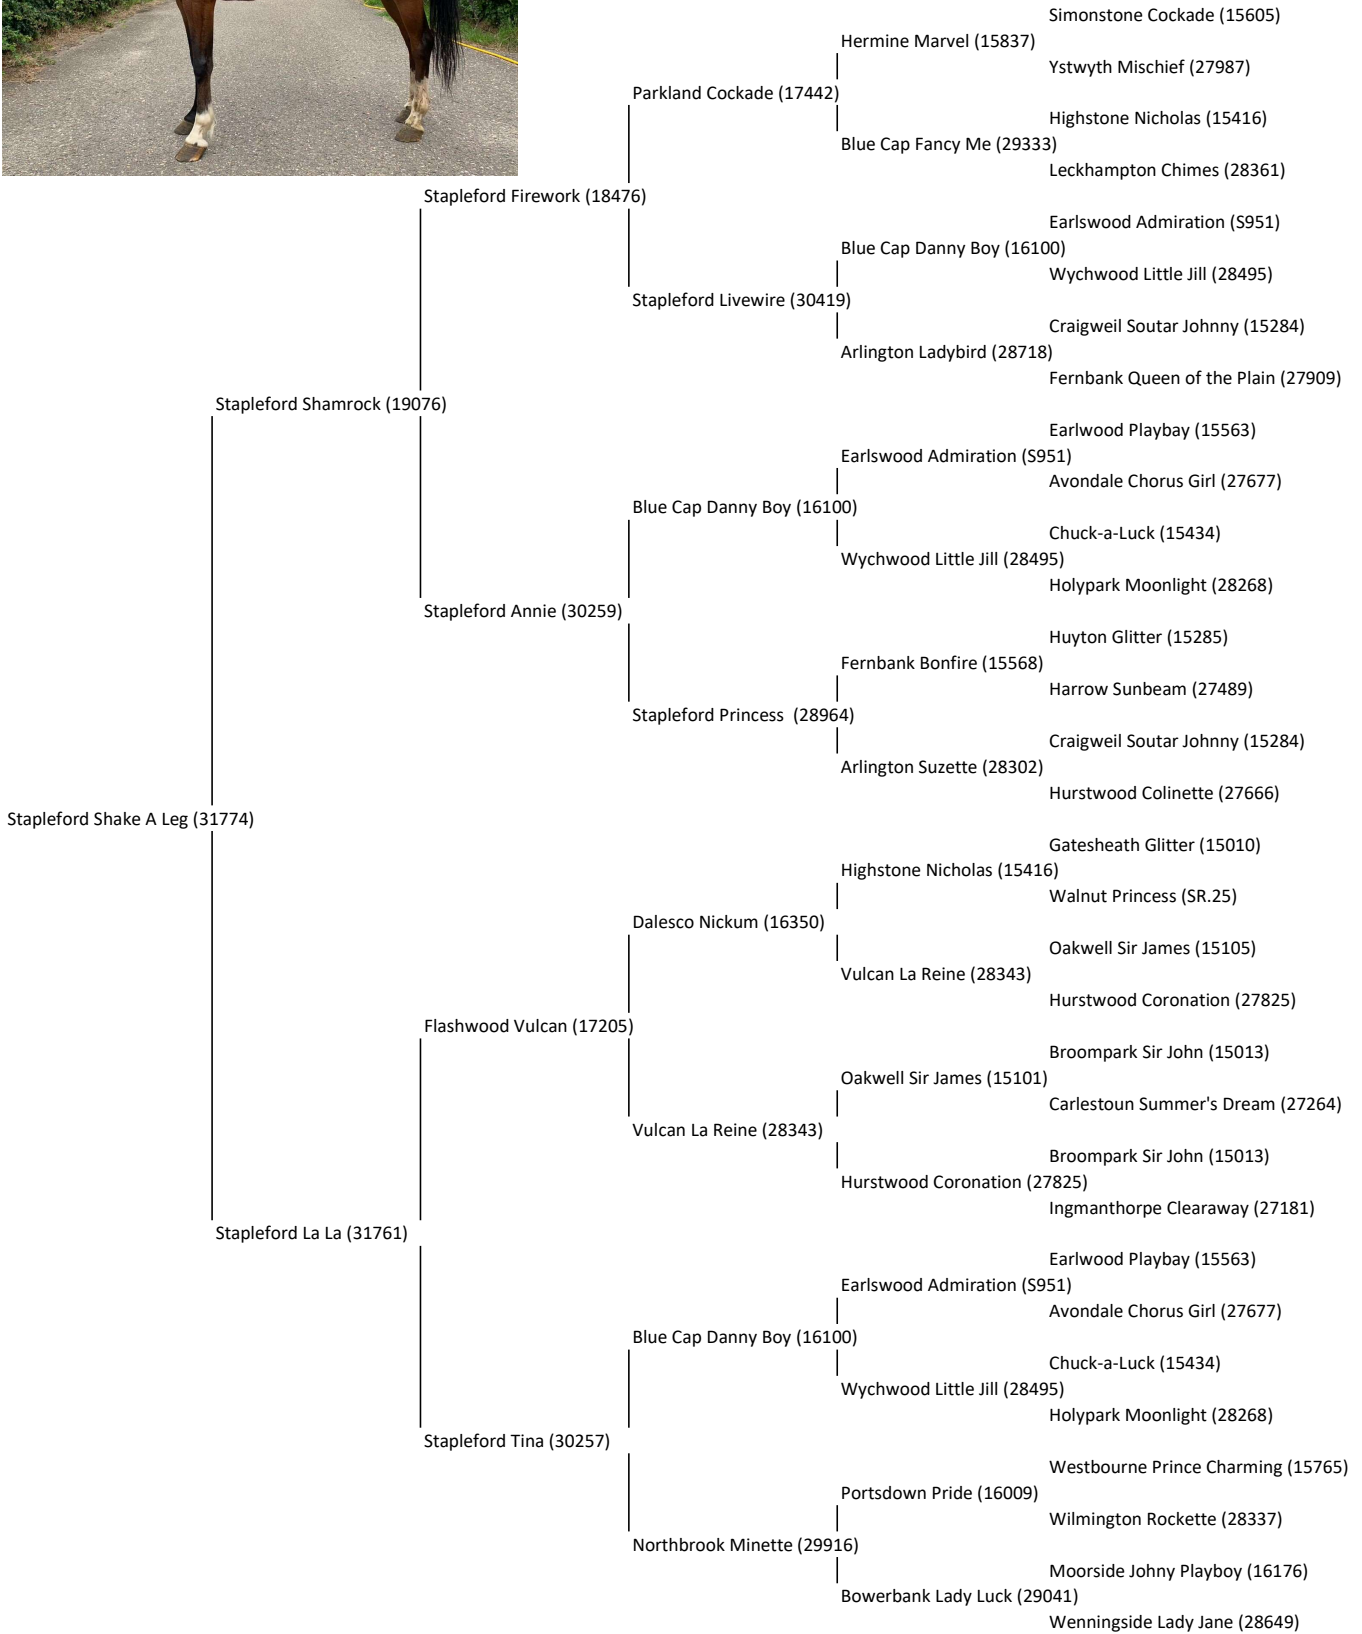 Simonstone Cockade (15605)
Hermine Marvel (15837)
Ystwyth Mischief (27987)
Parkland Cockade (17442)
Highstone Nicholas (15416)
Blue Cap Fancy Me (29333)
Leckhampton Chimes (28361)
Stapleford Firework (18476)
Earlswood Admiration (S951)
Blue Cap Danny Boy (16100)
Wychwood Little Jill (28495)
Stapleford Livewire (30419)
Craigweil Soutar Johnny (15284)
Arlington Ladybird (28718)
Fernbank Queen of the Plain (27909)
Stapleford Shamrock (19076)
Earlwood Playbay (15563)
Earlswood Admiration (S951)
Avondale Chorus Girl (27677)
Blue Cap Danny Boy (16100)
Chuck-a-Luck (15434)
Wychwood Little Jill (28495)
Holypark Moonlight (28268)
Stapleford Annie (30259)
Huyton Glitter (15285)
Fernbank Bonfire (15568)
Harrow Sunbeam (27489)
Stapleford Princess  (28964)
Craigweil Soutar Johnny (15284)
Arlington Suzette (28302)
Hurstwood Colinette (27666)
Stapleford Shake A Leg (31774)
Gatesheath Glitter (15010)
Highstone Nicholas (15416)
Walnut Princess (SR.25)
Dalesco Nickum (16350)
Oakwell Sir James (15105)
Vulcan La Reine (28343)
Hurstwood Coronation (27825)
Flashwood Vulcan (17205)
Broompark Sir John (15013)
Oakwell Sir James (15101)
Carlestoun Summer's Dream (27264)
Vulcan La Reine (28343)
Broompark Sir John (15013)
Hurstwood Coronation (27825)
Ingmanthorpe Clearaway (27181)
Stapleford La La (31761)
Earlwood Playbay (15563)
Earlswood Admiration (S951)
Avondale Chorus Girl (27677)
Blue Cap Danny Boy (16100)
Chuck-a-Luck (15434)
Wychwood Little Jill (28495)
Holypark Moonlight (28268)
Stapleford Tina (30257)
Westbourne Prince Charming (15765)
Portsdown Pride (16009)
Wilmington Rockette (28337)
Northbrook Minette (29916)
Moorside Johny Playboy (16176)
Bowerbank Lady Luck (29041)
Wenningside Lady Jane (28649)